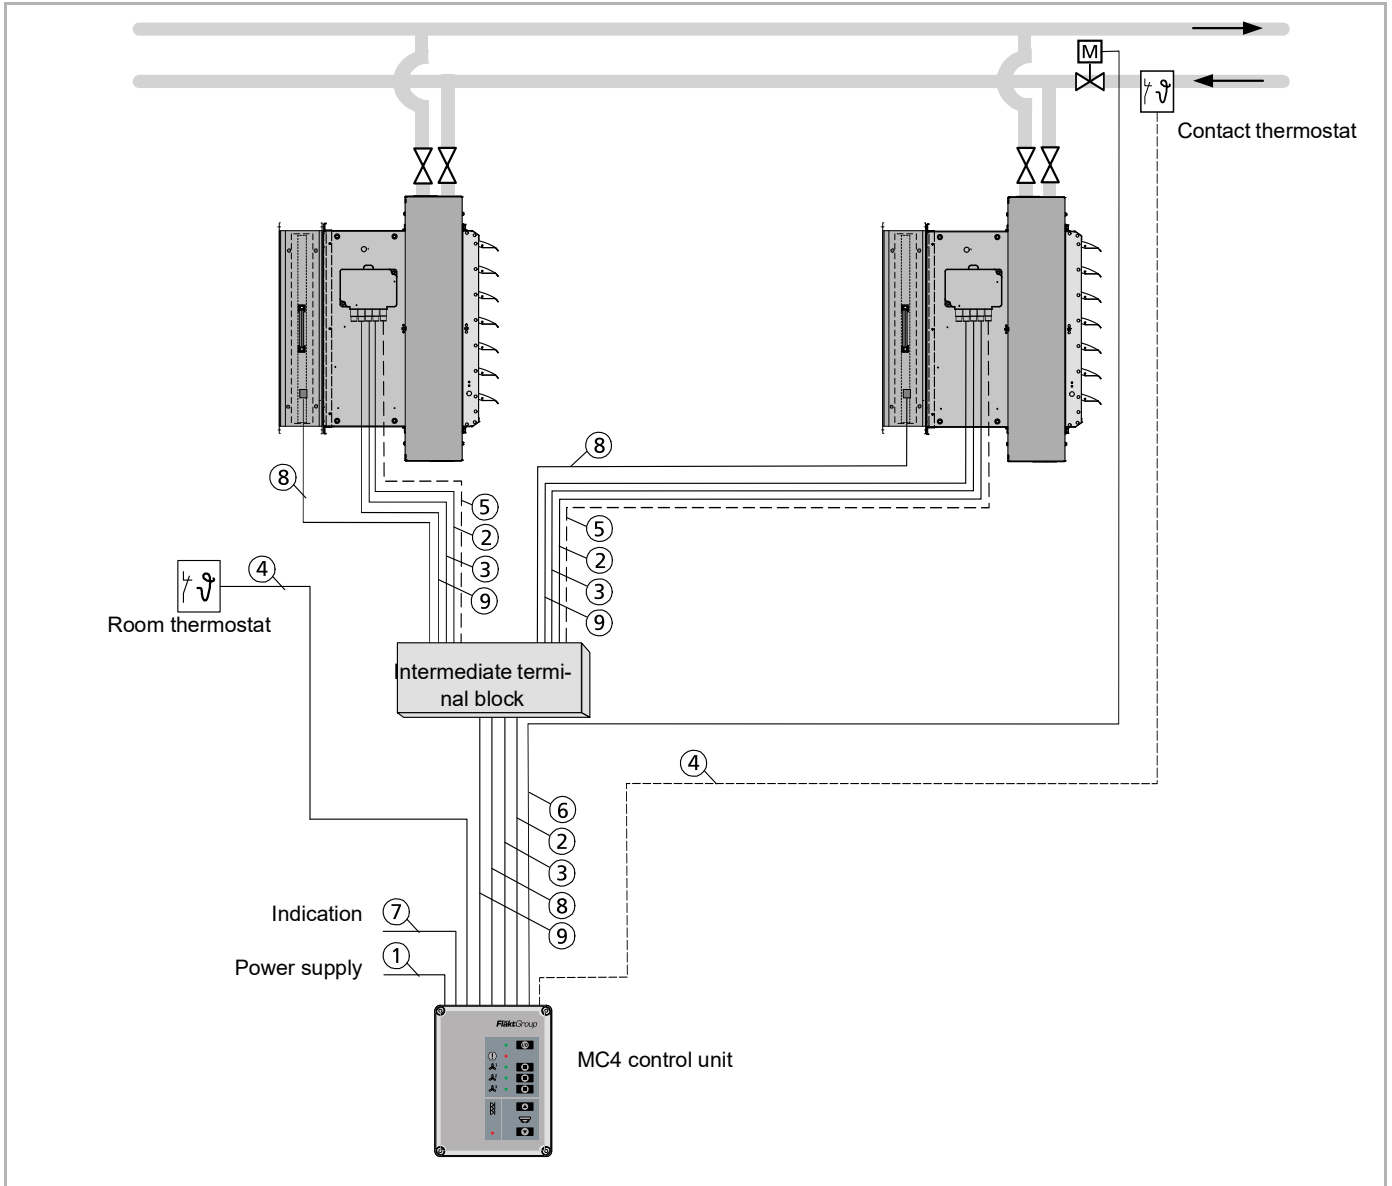 M
Contact thermostat
8
8
5
2
3
9
5
2
3
9
4
Room thermostat
Intermediate termi-
nal block
4
6
2
3
8
9
Indication
7
Power supply
1
FläktGroup
MC4 control unit